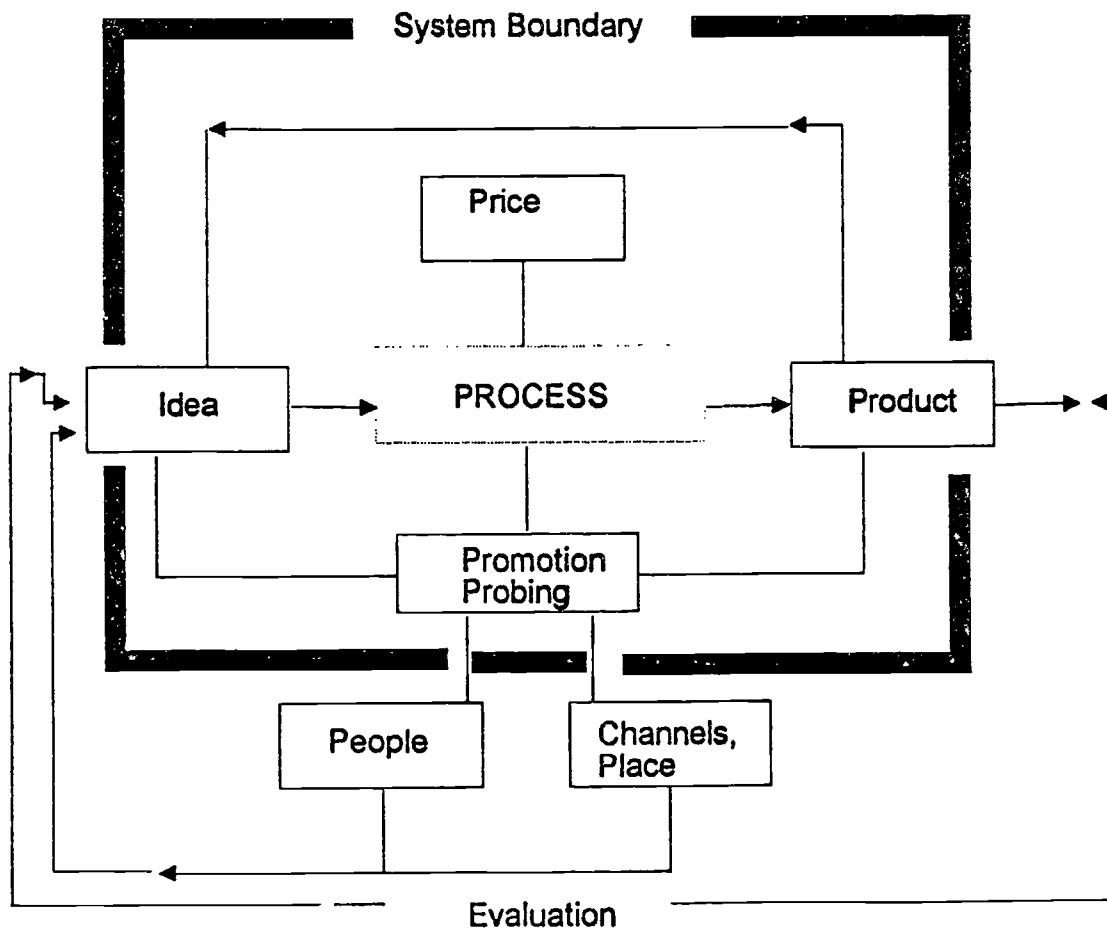 System Boundary
Price
Idea
PROCESS
Product
Promotion
Probing
People
Channels,
Place
Evaluation